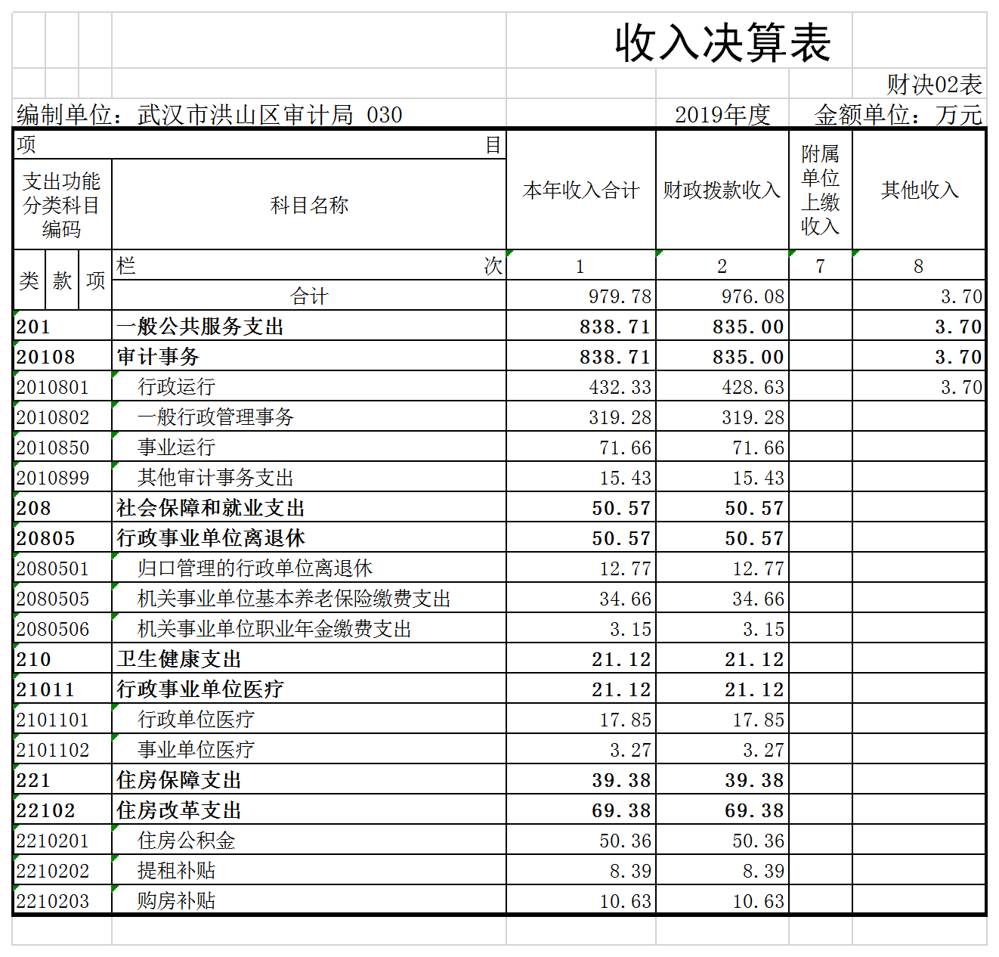 收入决算表
财决02表
编制单位：武汉市洪山区审计局 030 2019年度 金额单位：万元
项 目
支出功能
分类科目
编码
科目名称
本年收入合计
财政拨款收入
附属
单位
上缴
收入
其他收入
类 款 项
栏 次 1 2 7 8
合计 979.78 976.08 3.70
201 一般公共服务支出 838.71 835.00 3.70
20108 审计事务 838.71 835.00 3.70
2010801 行政运行 432.33 428.63 3.70
2010802 一般行政管理事务 319.28 319.28
2010850 事业运行 71.66 71.66
2010899 其他审计事务支出 15.43 15.43
208 社会保障和就业支出 50.57 50.57
20805 行政事业单位离退休 50.57 50.57
2080501 归口管理的行政单位离退休 12.77 12.77
2080505 机关事业单位基本养老保险缴费支出 34.66 34.66
2080506 机关事业单位职业年金缴费支出 3.15 3.15
210 卫生健康支出 21.12 21.12
21011 行政事业单位医疗 21.12 21.12
2101101 行政单位医疗 17.85 17.85
2101102 事业单位医疗 3.27 3.27
221 住房保障支出 39.38 39.38
22102 住房改革支出 69.38 69.38
2210201 住房公积金 50.36 50.36
2210202 提租补贴 8.39 8.39
2210203 购房补贴 10.63 10.63